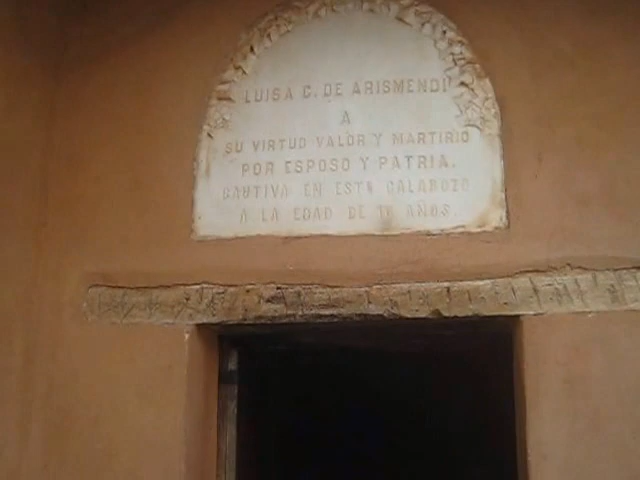 LUISA C. DE ARISMENDI
A
SU VIRTUD VALOR Y MARTIRIO
POR ESPOSO Y PATRIA.
CAUTIVA EN ESTE CALABOZO
A LA EDAD DE AÑOS.